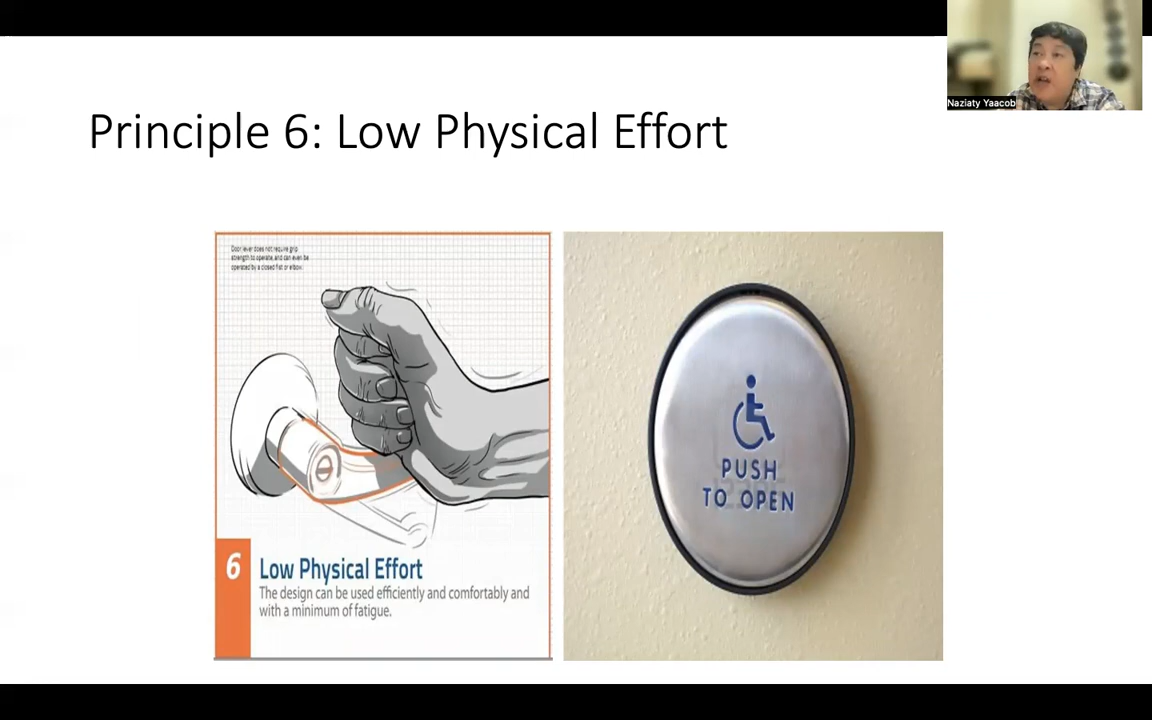 Naziaty Yaacob
Principle 6: Low Physical Effort
Door lever does not require grip
strength to operate, and can even be
operated by a closed fist or elbow.
6
Low Physical Effort
The design can be used efficiently and comfortably and
with a minimum of fatigue.
PUSH
TO OPEN